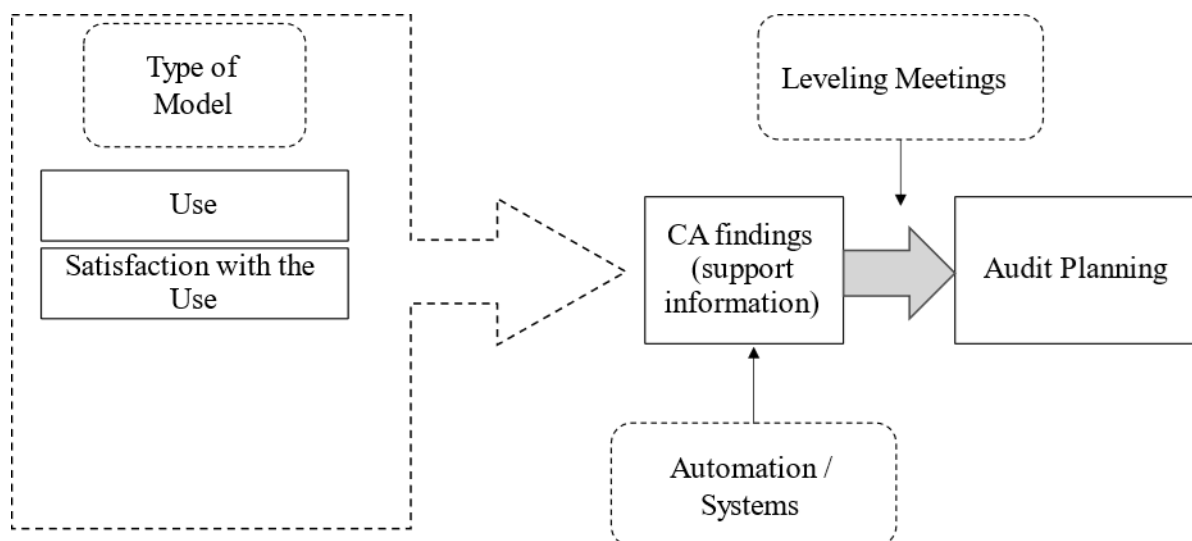 Type of
Model
Use
Satisfaction with the
Use
Leveling Meetings
CA findings
(support
information)
Audit Planning
Automation /
Systems